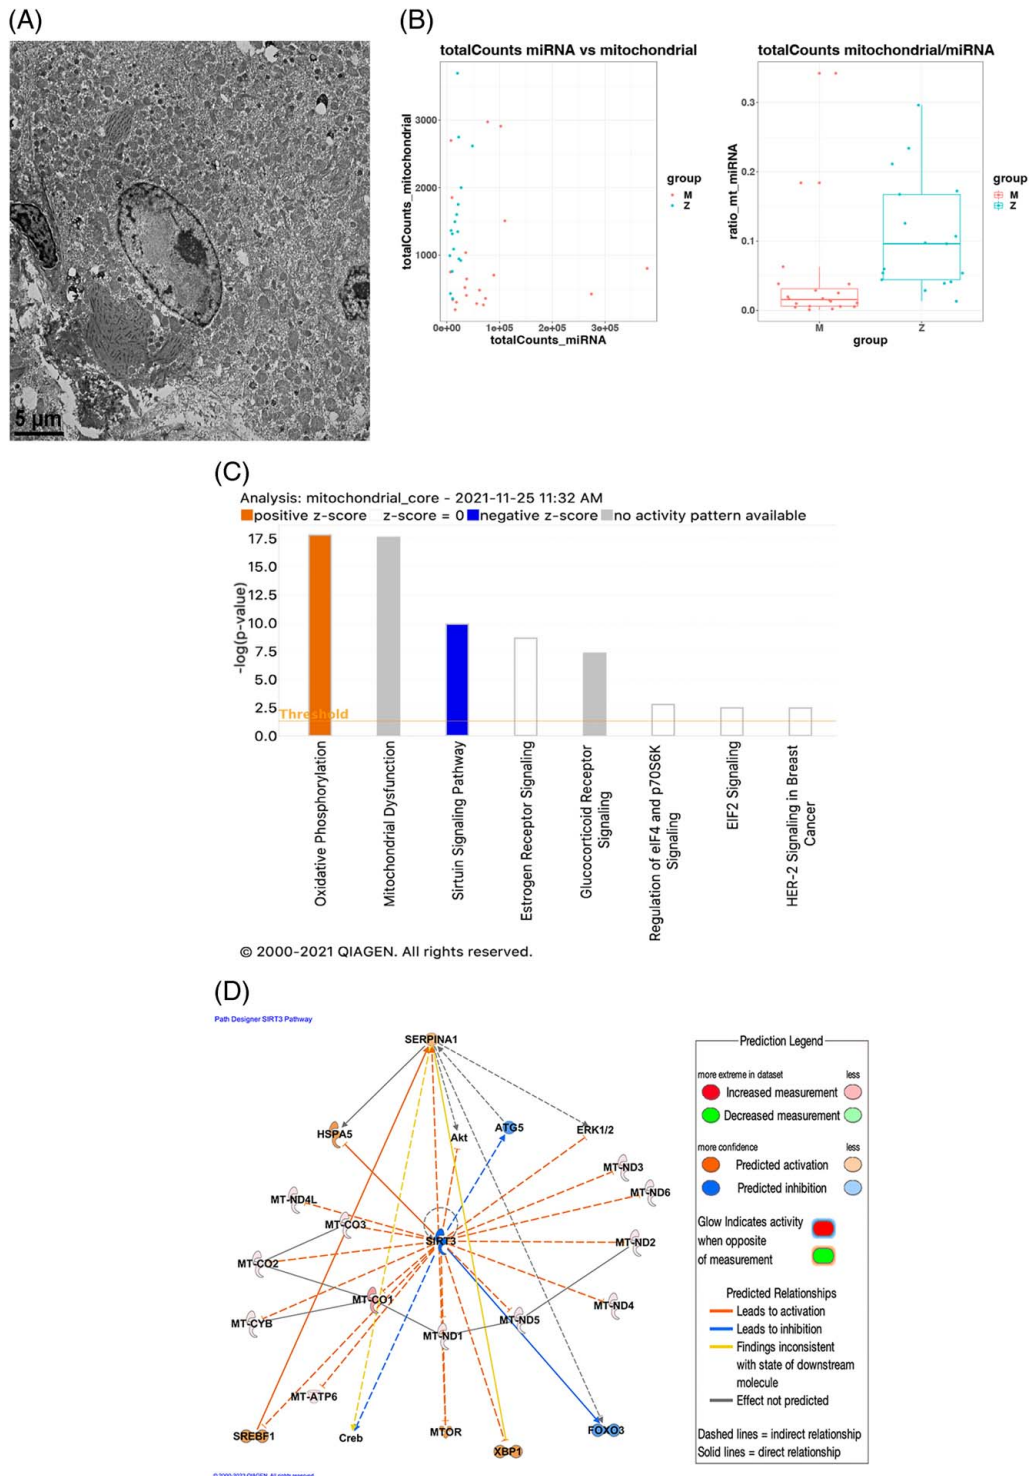 (A)
5 µm
(B)
totalCounts miRNA vs mitochondrial
totalCounts_mitochondrial
3000
2000
1000
0e+00
1e+05
2e+05
3e+05
totalCounts_miRNA
group
M
Z
totalCounts mitochondrial/miRNA
ratio_mt_miRNA
0.3
0.2
0.1
0.0
M
Z
group
group
M
Z
(C)
Analysis: mitochondrial_core - 2021-11-25 11:32 AM
positive z-score z-score = 0 negative z-score no activity pattern available
-log(p-value)
17.5
15.0
12.5
10.0
7.5
5.0
2.5
0.0
Threshold
Oxidative Phosphorylation
Mitochondrial Dysfunction
Sirtuin Signaling Pathway
Estrogen Receptor Signaling
Glucocorticoid Receptor
Signaling
Regulation of eIF4 and p70S6K
Signaling
EIF2 Signaling
HER-2 Signaling in Breast
Cancer
© 2000-2021 QIAGEN. All rights reserved.
(D)
Path Designer SIRT3 Pathway
SERPINA1
HSPA5
Akt
ATG5
ERK1/2
MT-ND3
MT-ND6
MT-ND4L
MT-CO3
SIRT3
MT-ND2
MT-CO2
MT-CO1
MT-ND4
MT-CYB
MT-ND1
MT-ND5
MT-ATP6
SREBF1
Creb
MTOR
XBP1
FOXO3
© 2000-2022 QIAGEN. All rights reserved.
Prediction Legend
more extreme in dataset less
Increased measurement
Decreased measurement
more confidence less
Predicted activation
Predicted inhibition
Glow Indicates activity
when opposite
of measurement
Predicted Relationships
Leads to activation
Leads to inhibition
Findings inconsistent
with state of downstream
molecule
Effect not predicted
Dashed lines = indirect relationship
Solid lines = direct relationship